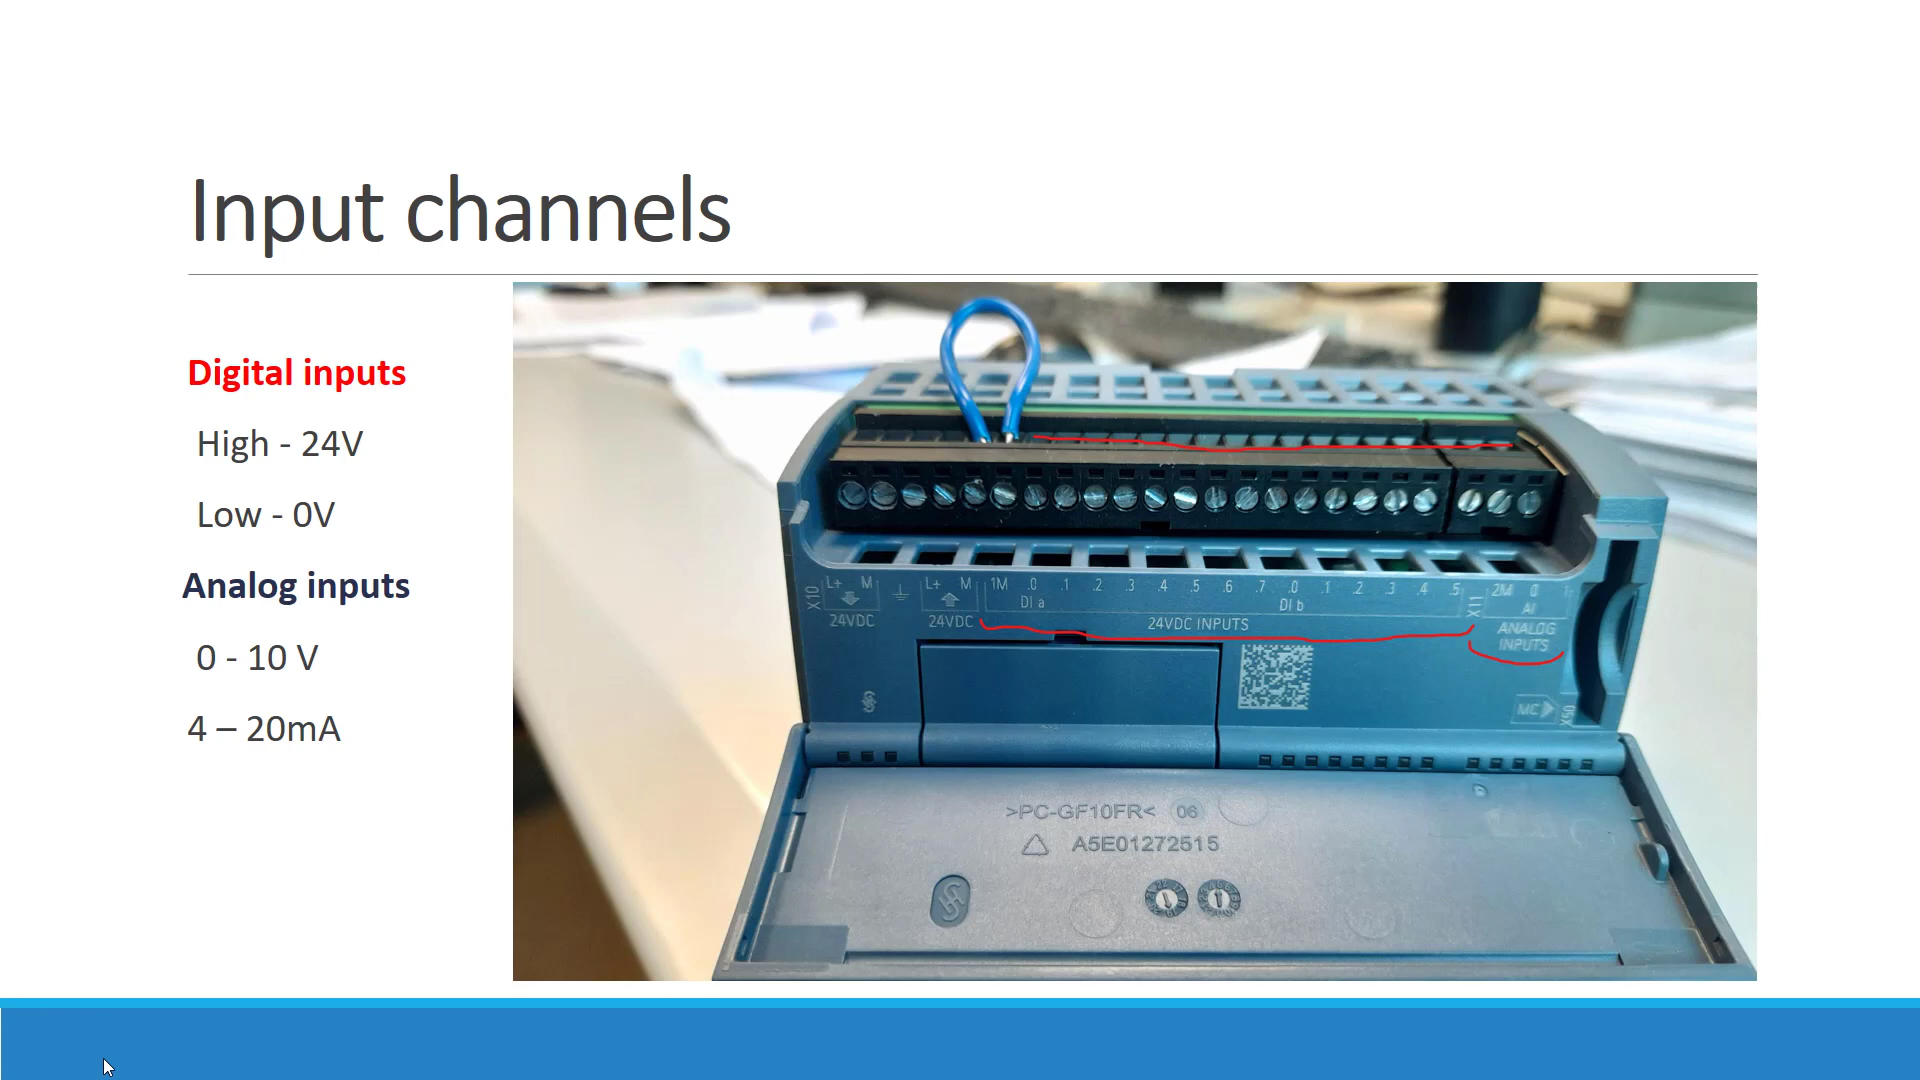 Input channels
Digital inputs
High - 24V
Low - 0V
Analog inputs
0 - 10 V
4 – 20mA
X10
L+ M
24VDC
L+ M
24VDC
1M .0 .1 .2 .3 .4 .5 .6 .7 .0 .1 .2 .3 .4 .5
DI a
DI b
24VDC INPUTS
X11
2M 0 1
AI
ANALOG
INPUTS
MC
X50
>PC-GF10FR< 06
A5E01272515